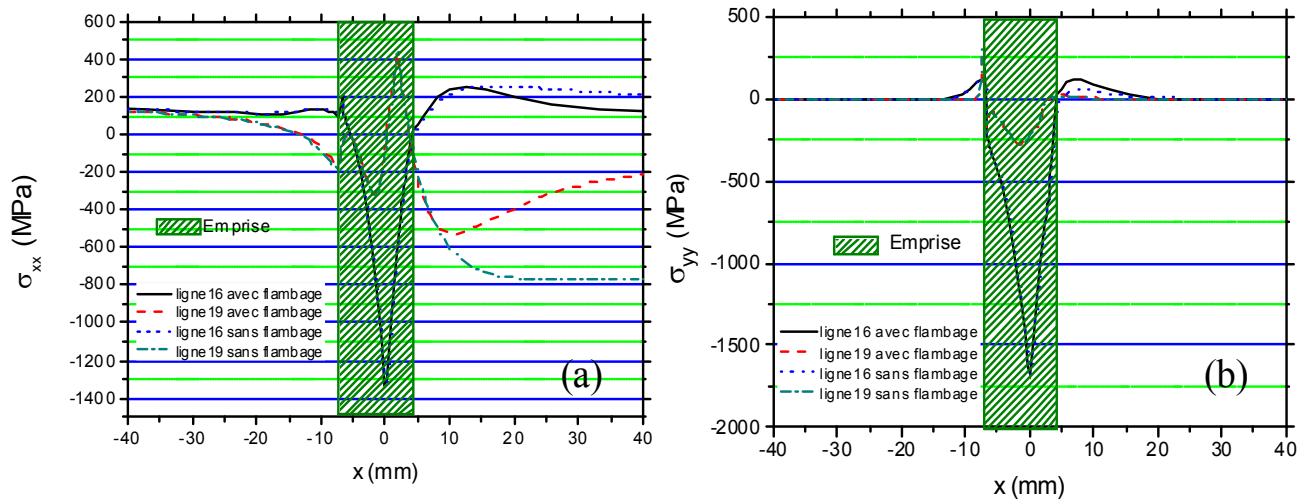 600
400
200
0
-200
-400
-600
-800
-1000
-1200
-1400
σxx (MPa)
Emprise
ligne16 avec flambage
ligne19 avec flambage
ligne16 sans flambage
ligne19 sans flambage
(a)
-40 -30 -20 -10 0 10 20 30 40
x (mm)
500
0
-500
-1000
-1500
-2000
σyy (MPa)
Emprise
ligne16 avec flambage
ligne19 avec flambage
ligne16 sans flambage
ligne19 sans flambage
(b)
-40 -30 -20 -10 0 10 20 30 40
x (mm)